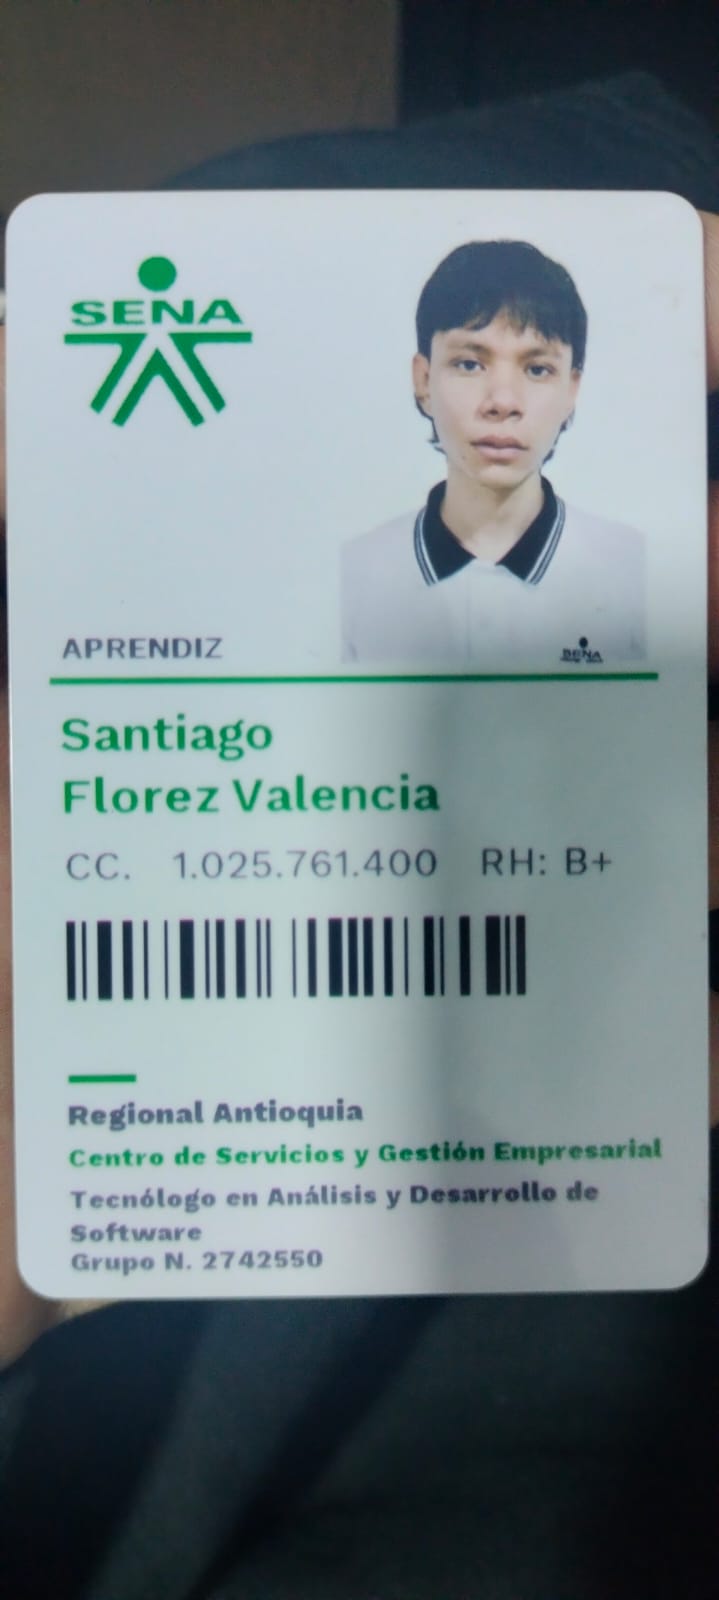 SENA
SENA
APRENDIZ
Santiago
Florez Valencia
CC. 1.025.761.400 RH: B+
Regional Antioquia
Centro de Servicios y Gestión Empresarial
Tecnólogo en Análisis y Desarrollo de
Software
Grupo N. 2742550